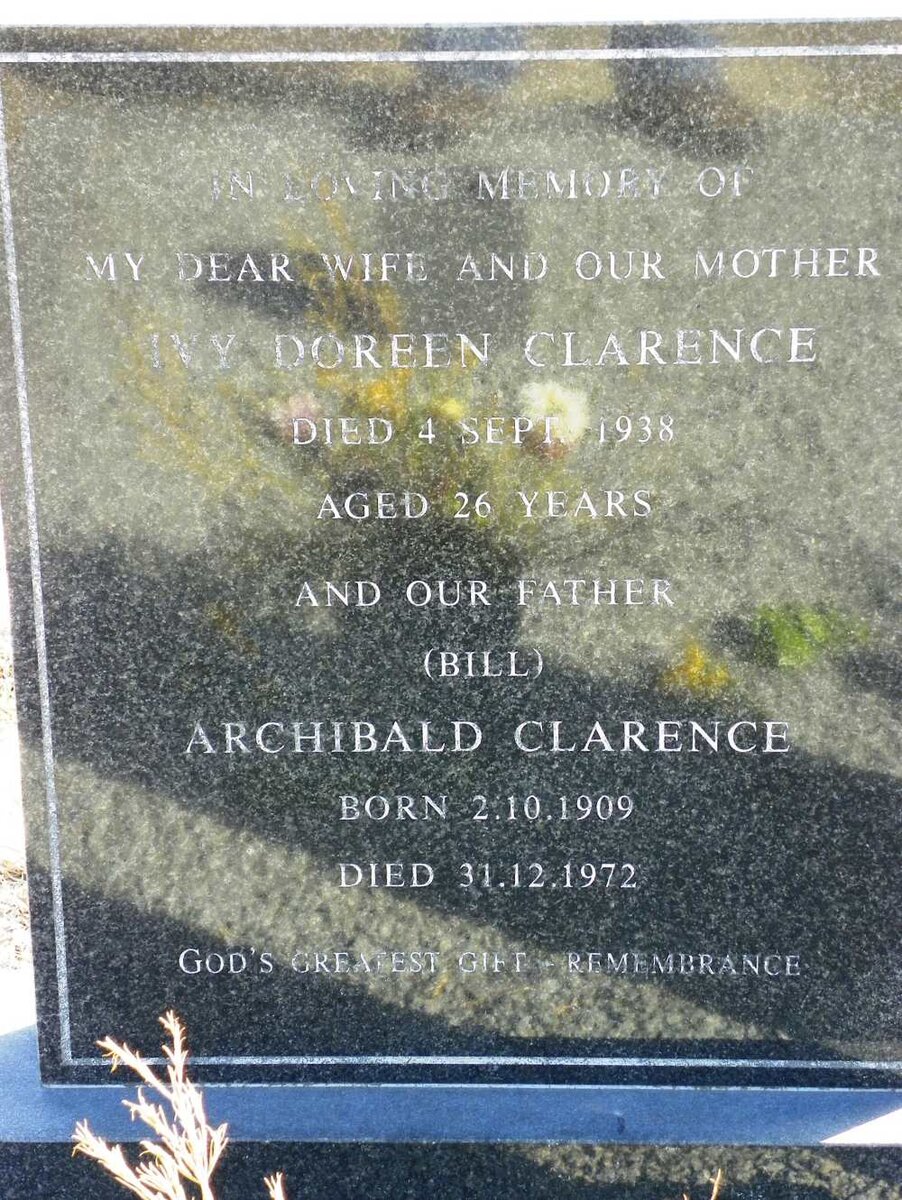 IN LOVING MEMORY OF
MY DEAR WIFE AND OUR MOTHER
IVY DOREEN CLARENCE
DIED 4 SEPT. 1938
AGED 26 YEARS
AND OUR FATHER
(BILL)
ARCHIBALD CLARENCE
BORN 2.10.1909
DIED 31.12.1972
GOD'S GREATEST GIFT - REMEMBRANCE